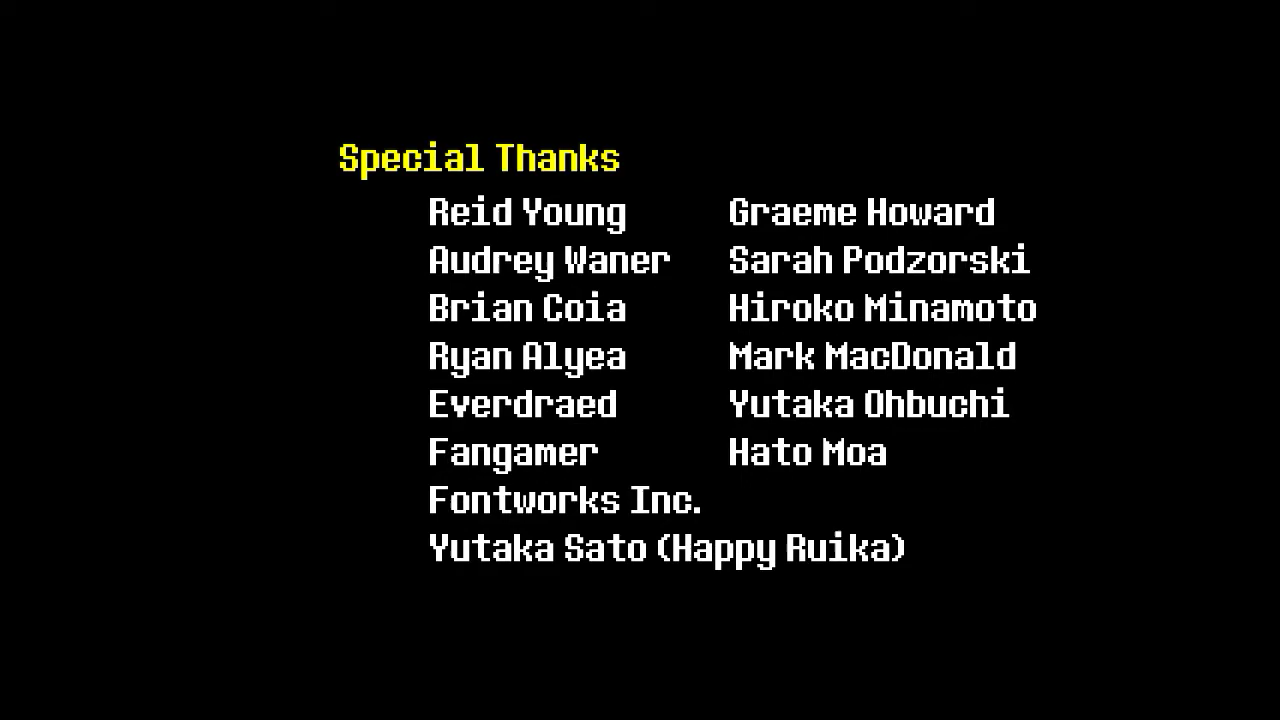 Special Thanks
Reid Young Graeme Howard
Audrey Waner Sarah Podzorski
Brian Coia Hiroko Minamoto
Ryan Alyea Mark MacDonald
Everdraed Yutaka Ohbuchi
Fangamer Hato Moa
Fontworks Inc.
Yutaka Sato (Happy Ruika)